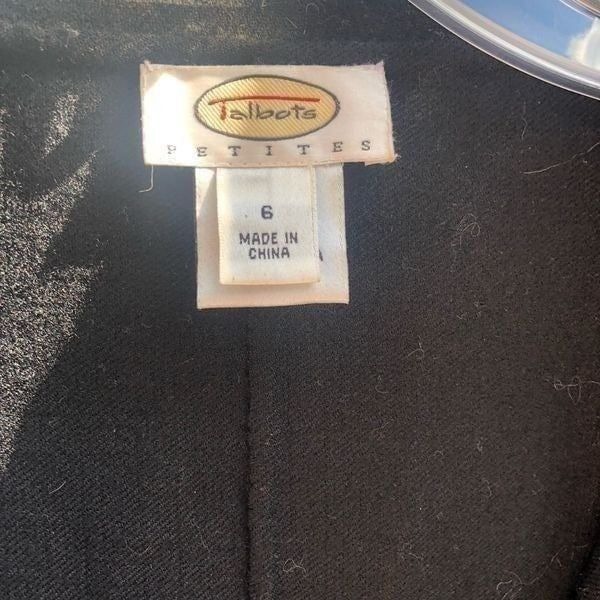 Talbots
PETITES
6
MADE IN
CHINA